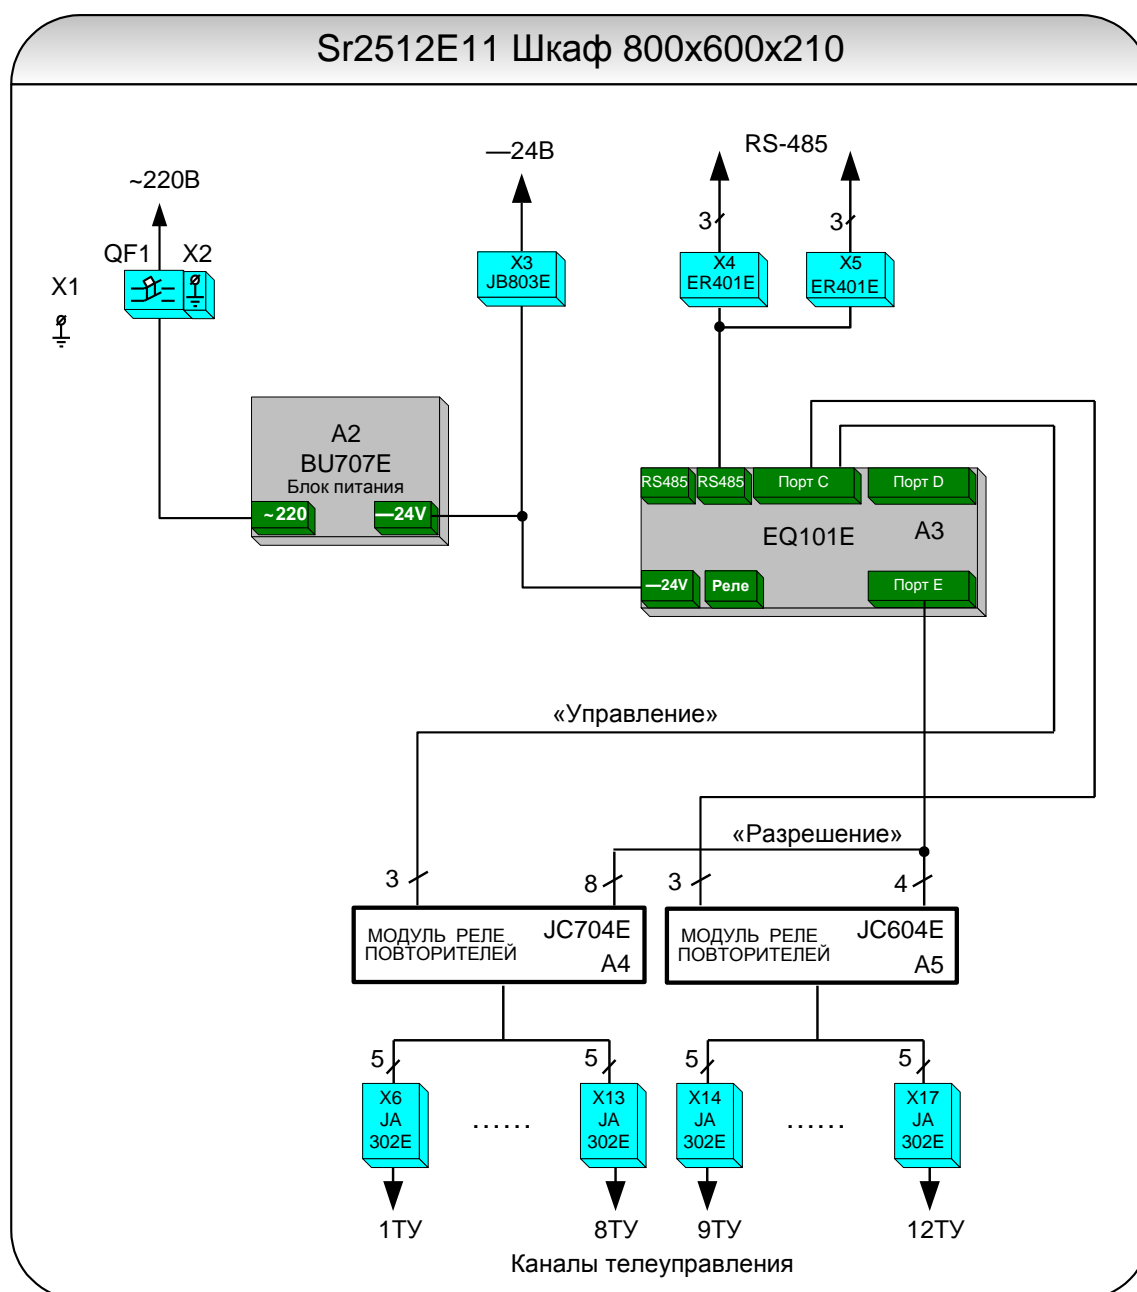 Sr2512E11 Шкаф 800x600x210
~220В
—24В
RS-485
3
3
QF1
X2
X1
X3
JB803E
X4
ER401E
X5
ER401E
A2
BU707E
Блок питания
~220
—24V
RS485
RS485
Порт C
Порт D
EQ101E
A3
—24V
Реле
Порт E
«Управление»
«Разрешение»
3
8
3
4
МОДУЛЬ РЕЛЕ
ПОВТОРИТЕЛЕЙ
JC704E
A4
МОДУЛЬ РЕЛЕ
ПОВТОРИТЕЛЕЙ
JC604E
A5
5
5
5
5
X6
JA
302E
......
X13
JA
302E
X14
JA
302E
......
X17
JA
302E
1ТУ
8ТУ
9ТУ
12ТУ
Каналы телеуправления